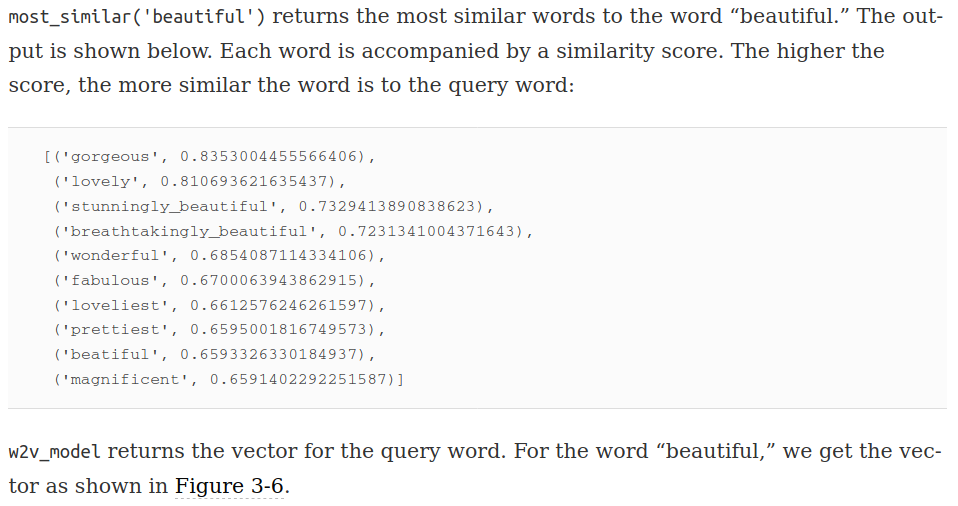 most_similar('beautiful') returns the most similar words to the word “beautiful.” The out-
put is shown below. Each word is accompanied by a similarity score. The higher the
score, the more similar the word is to the query word:
[('gorgeous', 0.8353004455566406),
('lovely', 0.810693621635437),
('stunningly_beautiful', 0.7329413890838623),
('breathtakingly_beautiful', 0.7231341004371643),
('wonderful', 0.6854087114334106),
('fabulous', 0.6700063943862915),
('loveliest', 0.6612576246261597),
('prettiest', 0.6595001816749573),
('beatiful', 0.6593326330184937),
('magnificent', 0.6591402292251587)]
w2v_model returns the vector for the query word. For the word “beautiful,” we get the vec-
tor as shown in Figure 3-6.